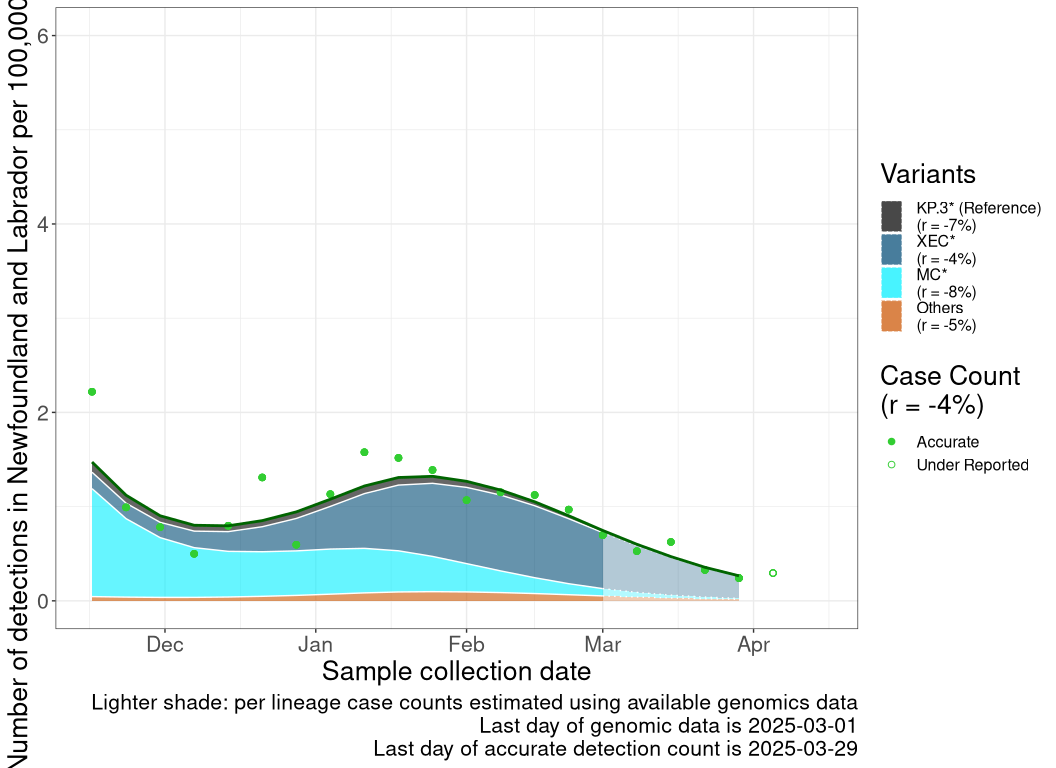 Number of detections in Newfoundland and Labrador per 100,000
6
4
2
0
Dec
Jan
Feb
Mar
Apr
Sample collection date
Lighter shade: per lineage case counts estimated using available genomics data
Last day of genomic data is 2025-03-01
Last day of accurate detection count is 2025-03-29
Variants
KP.3* (Reference)
(r = -7%)
XEC*
(r = -4%)
MC*
(r = -8%)
Others
(r = -5%)
Case Count
(r = -4%)
Accurate
Under Reported